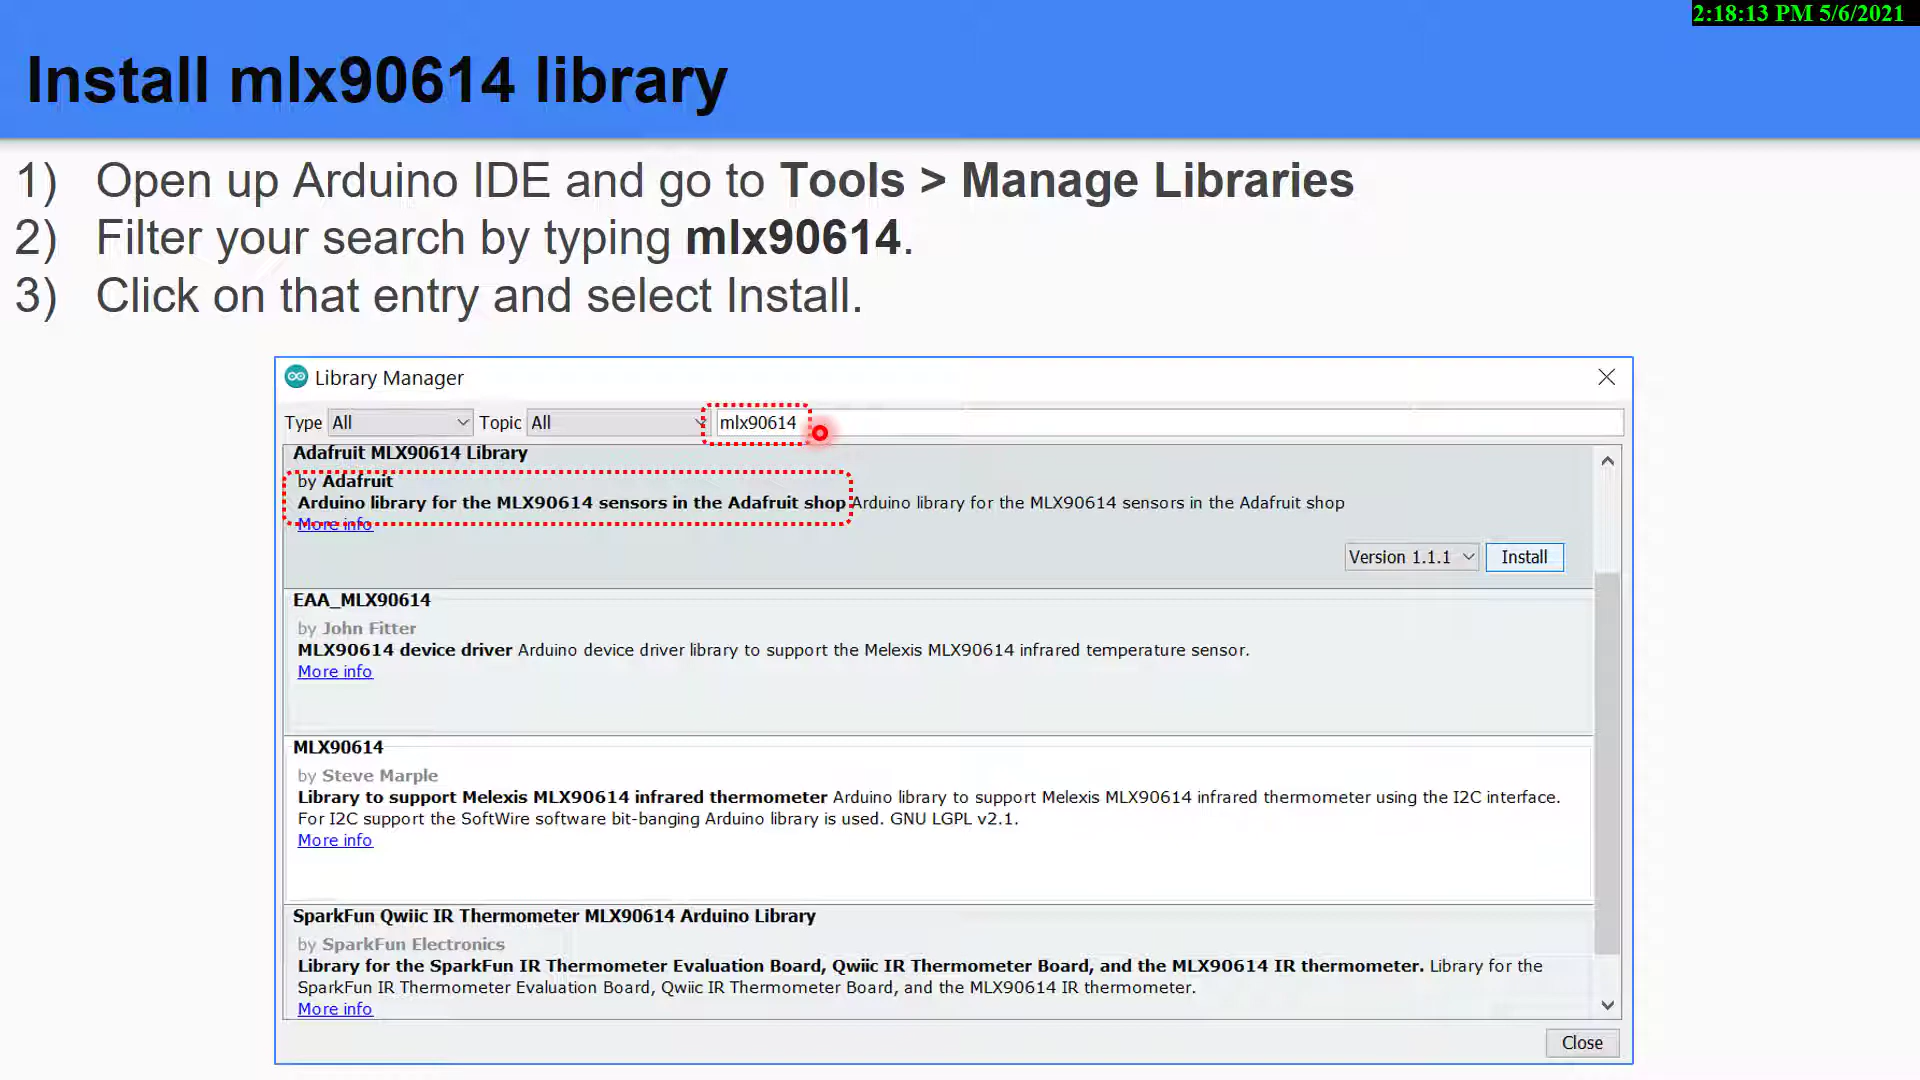 2:18:13 PM 5/6/2021
Install mlx90614 library
1) Open up Arduino IDE and go to Tools > Manage Libraries
2) Filter your search by typing mlx90614.
3) Click on that entry and select Install.
Library Manager
Type All Topic All mlx90614
Adafruit MLX90614 Library
by Adafruit
Arduino library for the MLX90614 sensors in the Adafruit shop Arduino library for the MLX90614 sensors in the Adafruit shop
More info
Version 1.1.1 Install
EAA_MLX90614
by John Fitter
MLX90614 device driver Arduino device driver library to support the Melexis MLX90614 infrared temperature sensor.
More info
MLX90614
by Steve Marple
Library to support Melexis MLX90614 infrared thermometer Arduino library to support Melexis MLX90614 infrared thermometer using the I2C interface.
For I2C support the SoftWire software bit-banging Arduino library is used. GNU LGPL v2.1.
More info
SparkFun Qwiic IR Thermometer MLX90614 Arduino Library
by SparkFun Electronics
Library for the SparkFun IR Thermometer Evaluation Board, Qwiic IR Thermometer Board, and the MLX90614 IR thermometer. Library for the
SparkFun IR Thermometer Evaluation Board, Qwiic IR Thermometer Board, and the MLX90614 IR thermometer.
More info
Close